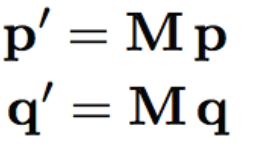 p′ = M p
q′ = M q